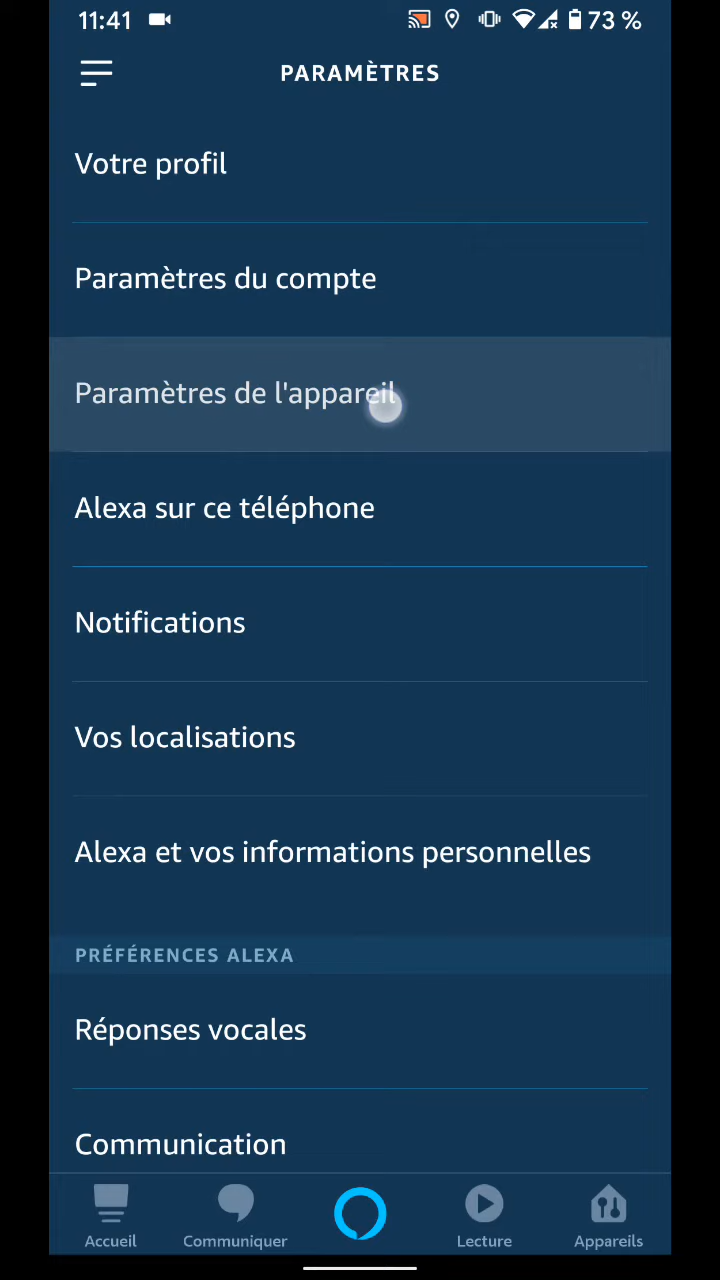 11:41
73 %
PARAMÈTRES
Votre profil
Paramètres du compte
Paramètres de l'appareil
Alexa sur ce téléphone
Notifications
Vos localisations
Alexa et vos informations personnelles
PRÉFÉRENCES ALEXA
Réponses vocales
Communication
Accueil
Communiquer
Lecture
Appareils